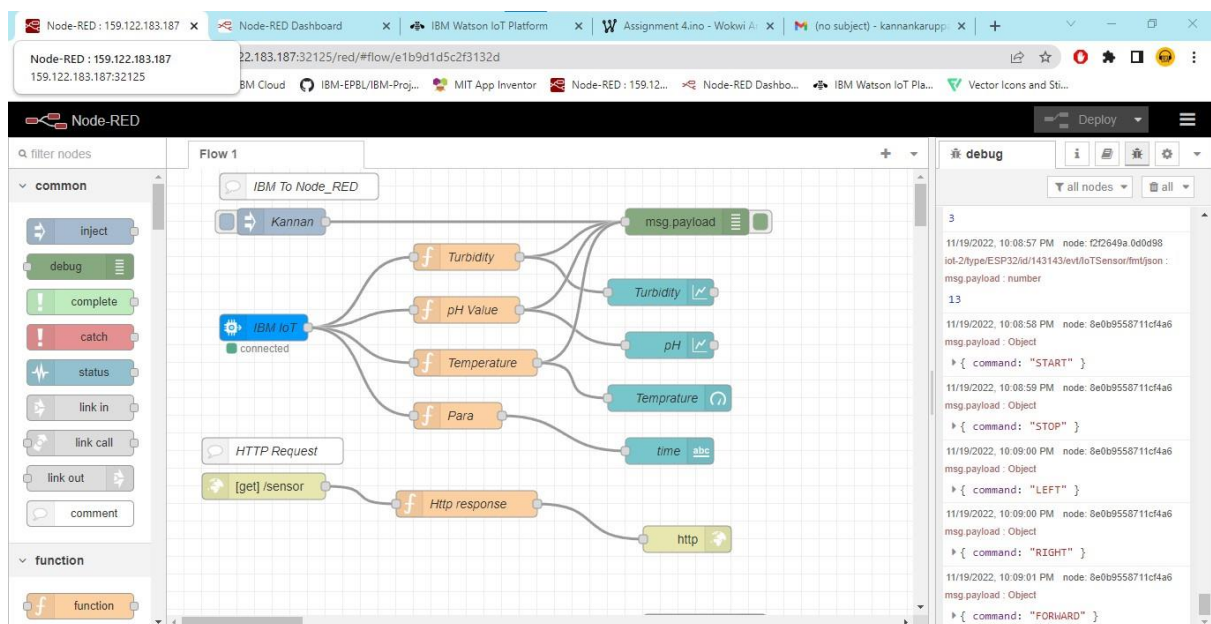 Node-RED : 159.122.183.187
Node-RED Dashboard
IBM Watson IoT Platform
Assignment 4.ino - Wokwi A
(no subject) - kannankarupp
Node-RED : 159.122.183.187
159.122.183.187:32125
22.183.187:32125/red/#flow/e1b9d1d5c2f3132d
BM Cloud
IBM-EPBL/IBM-Proj...
MIT App Inventor
Node-RED : 159.12...
Node-RED Dashbo...
IBM Watson IoT Pla...
Vector Icons and Sti...
Node-RED
Deploy
filter nodes
common
inject
debug
complete
catch
status
link in
link call
link out
comment
function
function
Flow 1
IBM To Node_RED
Kannan
msg.payload
Turbidity
Turbidity
pH Value
IBM IoT
connected
pH
Temperature
Temprature
Para
time
abc
HTTP Request
[get] /sensor
Http response
http
debug
all nodes
all
3
11/19/2022, 10:08:57 PM node: f2f2649a.0d0d98
iot-2/type/ESP32/id/143143/evt/IoTSensor/fmt/json :
msg.payload : number
13
11/19/2022, 10:08:58 PM node: 8e0b9558711cf4a6
msg.payload : Object
{ command: "START" }
11/19/2022, 10:08:59 PM node: 8e0b9558711cf4a6
msg.payload : Object
{ command: "STOP" }
11/19/2022, 10:09:00 PM node: 8e0b9558711cf4a6
msg.payload : Object
{ command: "LEFT" }
11/19/2022, 10:09:00 PM node: 8e0b9558711cf4a6
msg.payload : Object
{ command: "RIGHT" }
11/19/2022, 10:09:01 PM node: 8e0b9558711cf4a6
msg.payload : Object
{ command: "FORWARD" }